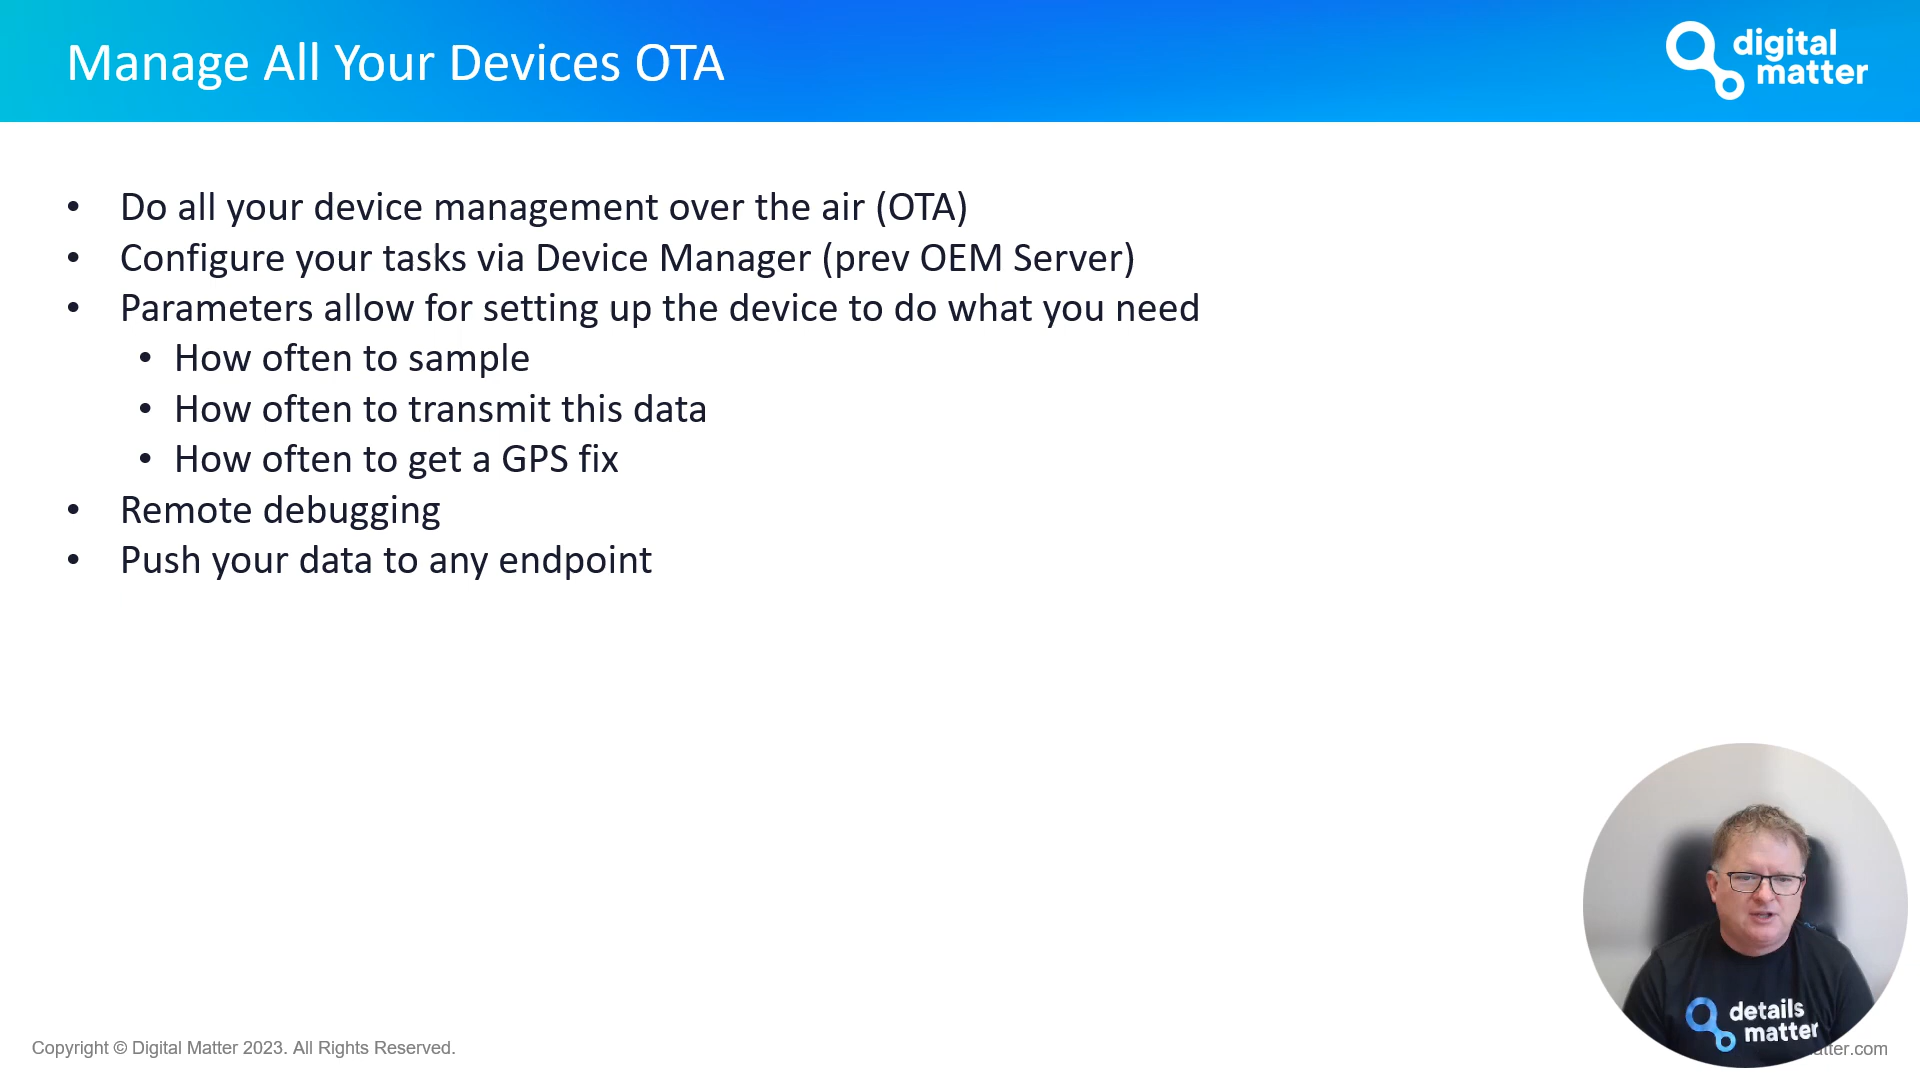 Manage All Your Devices OTA
digital
matter
• Do all your device management over the air (OTA)
• Configure your tasks via Device Manager (prev OEM Server)
• Parameters allow for setting up the device to do what you need
• How often to sample
• How often to transmit this data
• How often to get a GPS fix
• Remote debugging
• Push your data to any endpoint
details
matter
Copyright © Digital Matter 2023. All Rights Reserved.